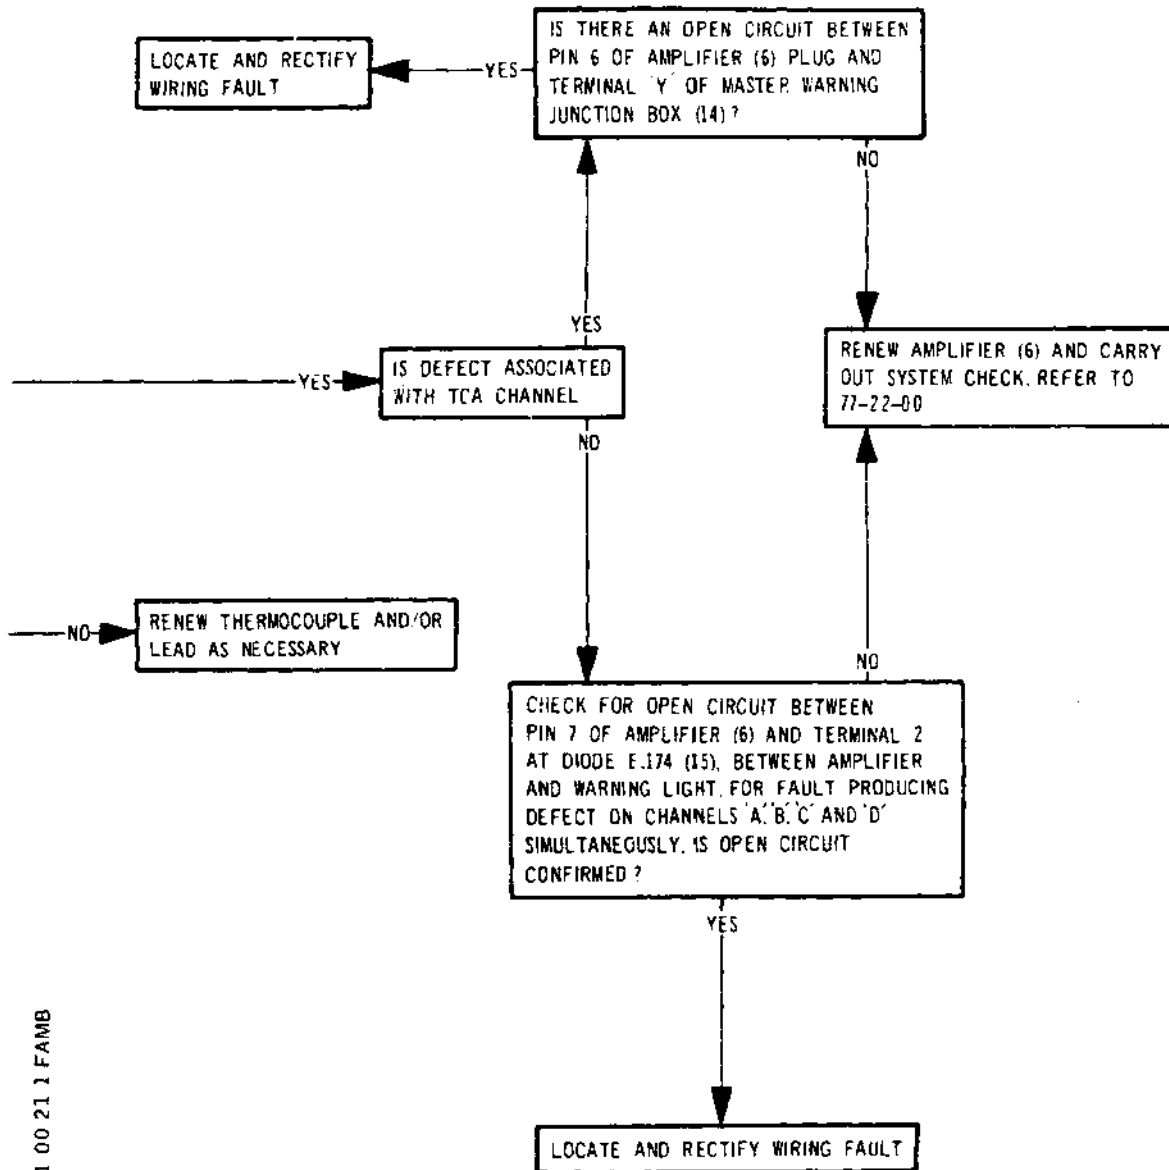 IS THERE AN OPEN CIRCUIT BETWEEN
PIN 6 OF AMPLIFIER (6) PLUG AND
TERMINAL 'Y' OF MASTER WARNING
JUNCTION BOX (14)?
LOCATE AND RECTIFY
WIRING FAULT
YES
NO
YES
IS DEFECT ASSOCIATED
WITH TCA CHANNEL
YES
NO
RENEW AMPLIFIER (6) AND CARRY
OUT SYSTEM CHECK. REFER TO
77-22-00
NO
RENEW THERMOCOUPLE AND/OR
LEAD AS NECESSARY
NO
CHECK FOR OPEN CIRCUIT BETWEEN
PIN 7 OF AMPLIFIER (6) AND TERMINAL 2
AT DIODE E.174 (15), BETWEEN AMPLIFIER
AND WARNING LIGHT. FOR FAULT PRODUCING
DEFECT ON CHANNELS 'A','B','C' AND 'D'
SIMULTANEOUSLY. IS OPEN CIRCUIT
CONFIRMED?
YES
LOCATE AND RECTIFY WIRING FAULT
1 00 21 1 FAMB